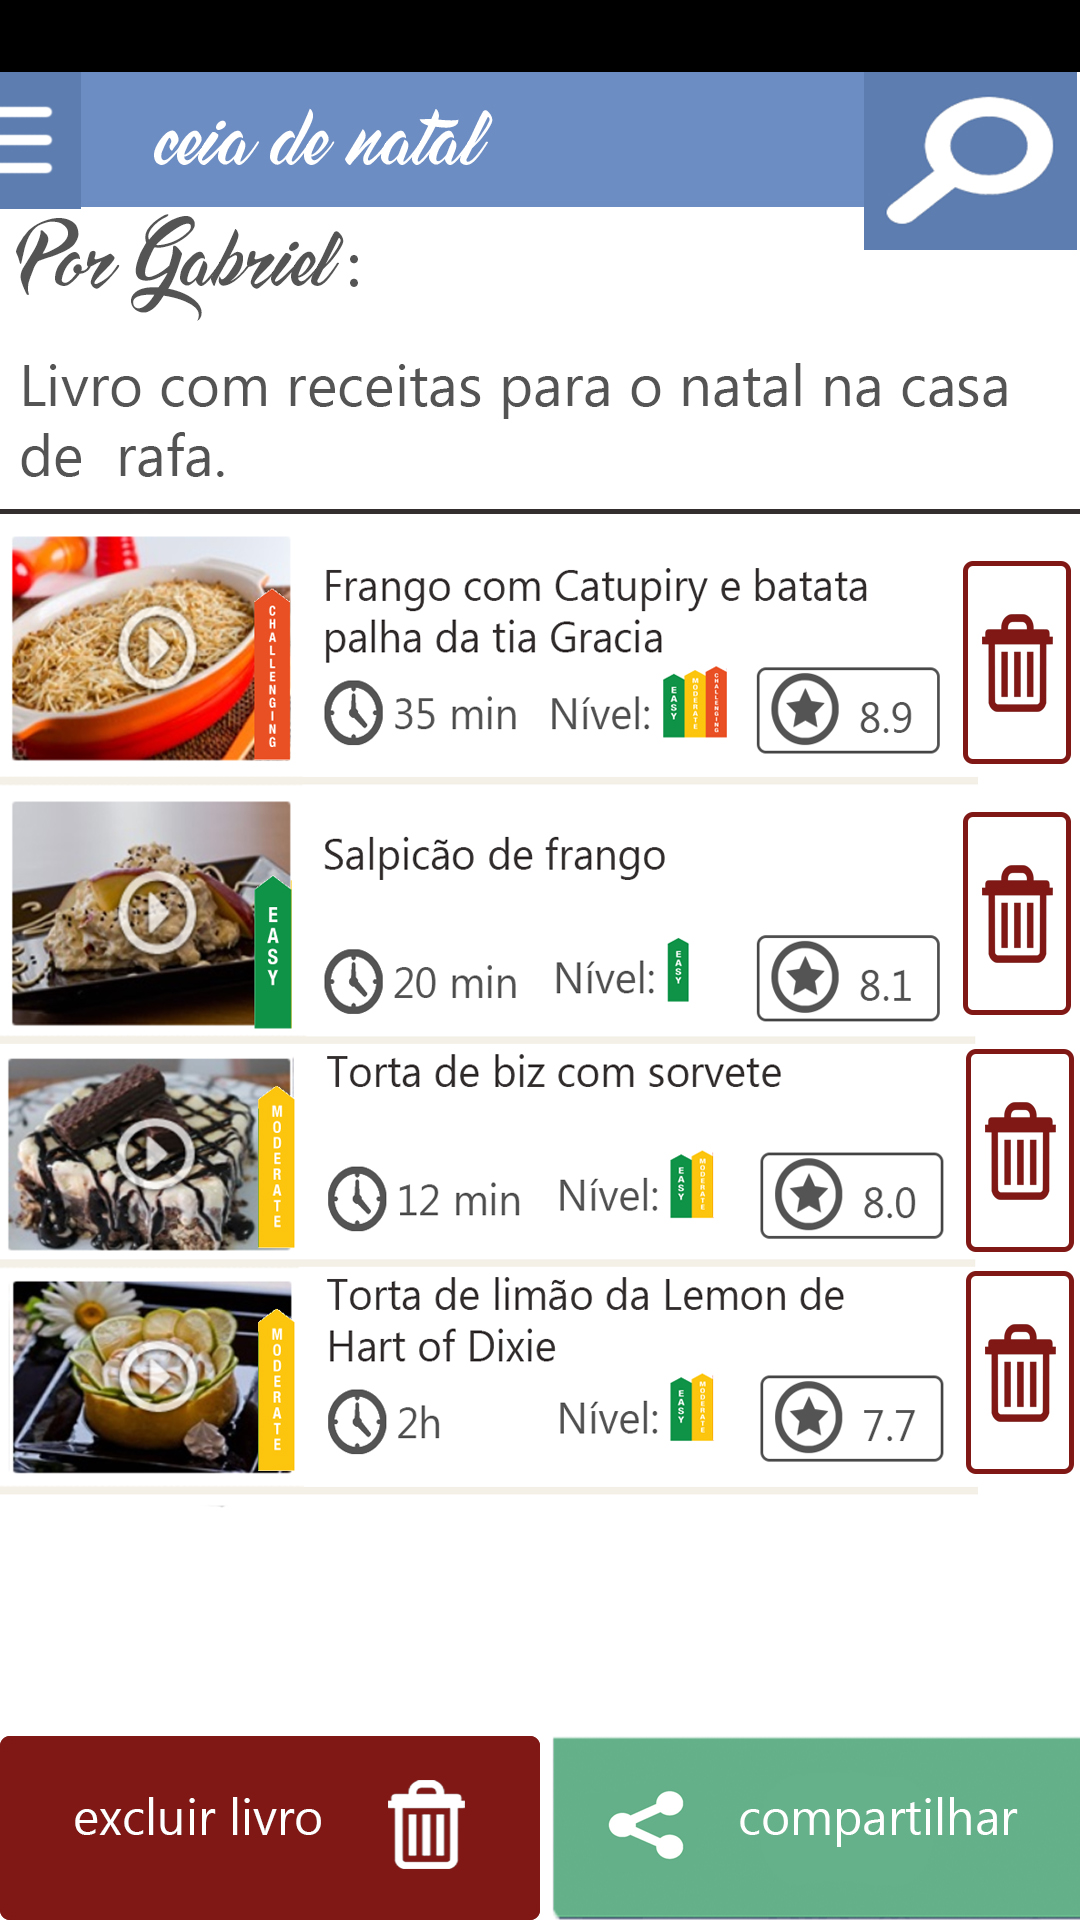 ceia de natal
Por Gabriel:
Livro com receitas para o natal na casa
de rafa.
CHALLENGING
Frango com Catupiry e batata
palha da tia Gracia
35 min Nível: EASY MODERATE CHALLENGING 8.9
EASY
Salpicão de frango
20 min Nível: EASY 8.1
MODERATE
Torta de biz com sorvete
12 min Nível: EASY MODERATE 8.0
MODERATE
Torta de limão da Lemon de
Hart of Dixie
2h Nível: EASY MODERATE 7.7
excluir livro
compartilhar